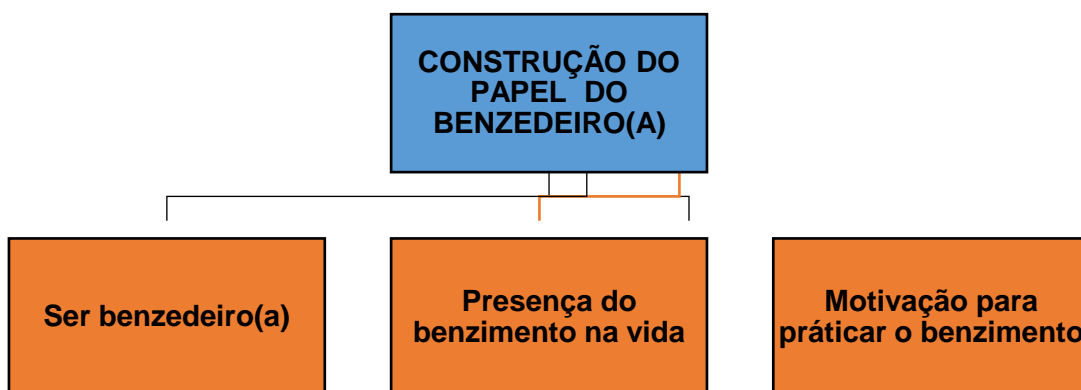 CONSTRUÇÃO DO
PAPEL DO
BENZEDEIRO(A)
Ser benzedeiro(a)
Presença do
benzimento na vida
Motivação para
práticar o benzimento